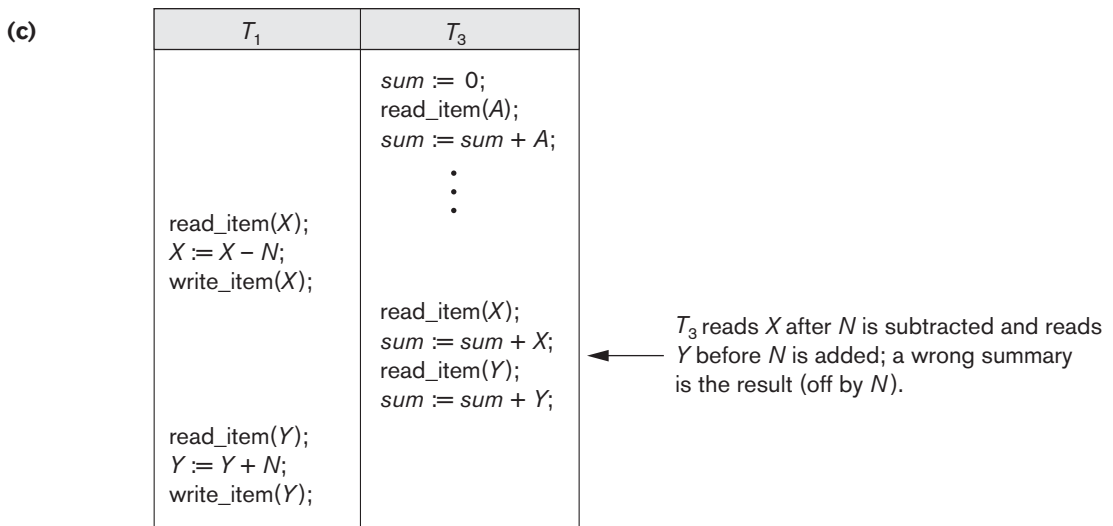 (c)
T₁ T₃
sum := 0;
read_item(A);
sum := sum + A;
read_item(X);
X := X – N;
write_item(X);
read_item(X);
sum := sum + X;
read_item(Y);
sum := sum + Y;
T₃ reads X after N is subtracted and reads
Y before N is added; a wrong summary
is the result (off by N).
read_item(Y);
Y := Y + N;
write_item(Y);